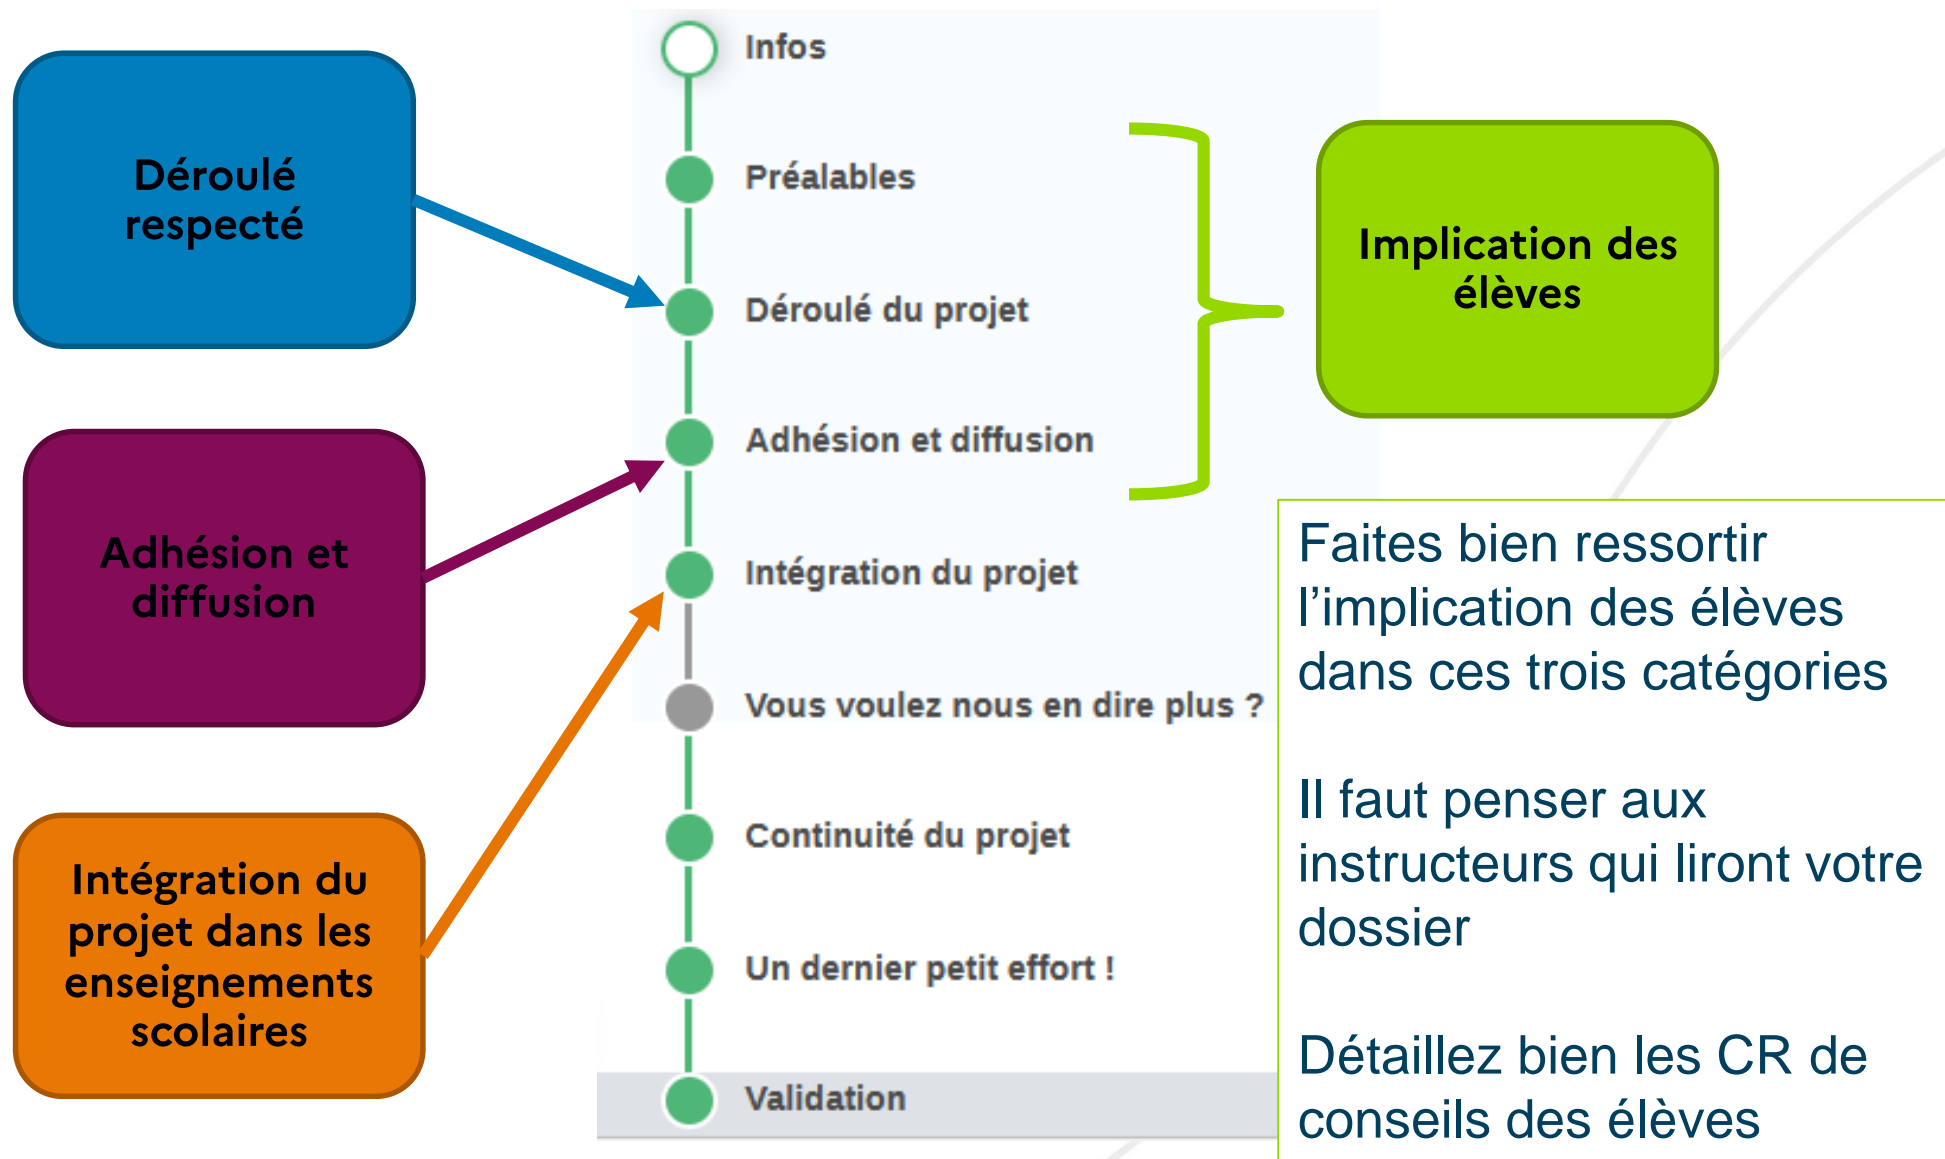 Déroulé
respecté
Adhésion et
diffusion
Intégration du
projet dans les
enseignements
scolaires
Infos
Préalables
Déroulé du projet
Adhésion et diffusion
Intégration du projet
Vous voulez nous en dire plus ?
Continuité du projet
Un dernier petit effort !
Validation
Implication des
élèves
Faites bien ressortir
l’implication des élèves
dans ces trois catégories
Il faut penser aux
instructeurs qui liront votre
dossier
Détaillez bien les CR de
conseils des élèves